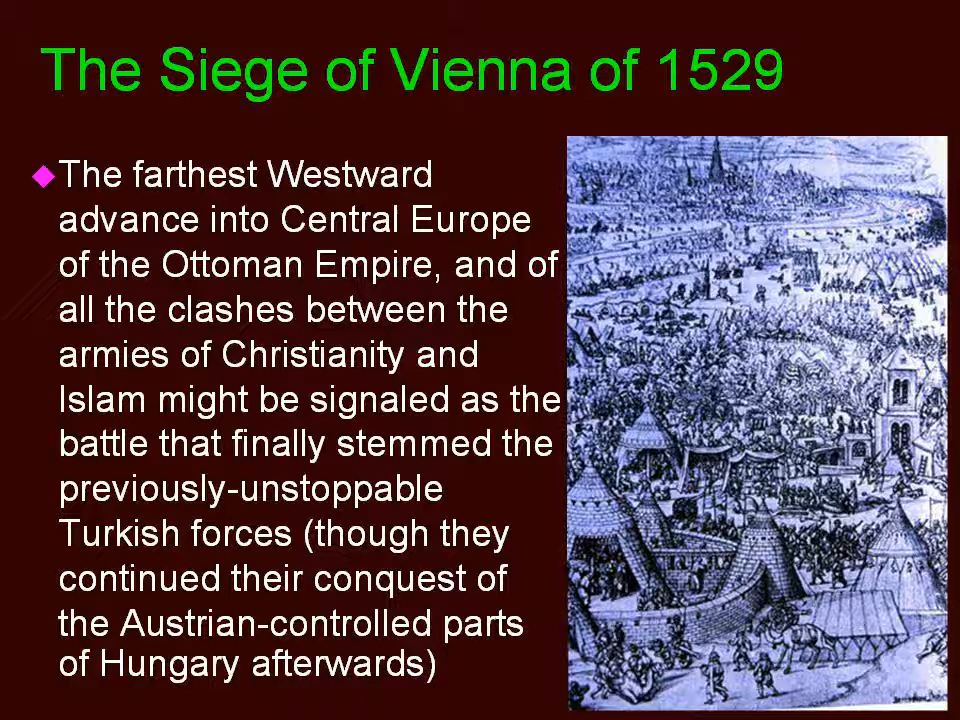 The Siege of Vienna of 1529
The farthest Westward
advance into Central Europe
of the Ottoman Empire, and of
all the clashes between the
armies of Christianity and
Islam might be signaled as the
battle that finally stemmed the
previously-unstoppable
Turkish forces (though they
continued their conquest of
the Austrian-controlled parts
of Hungary afterwards)